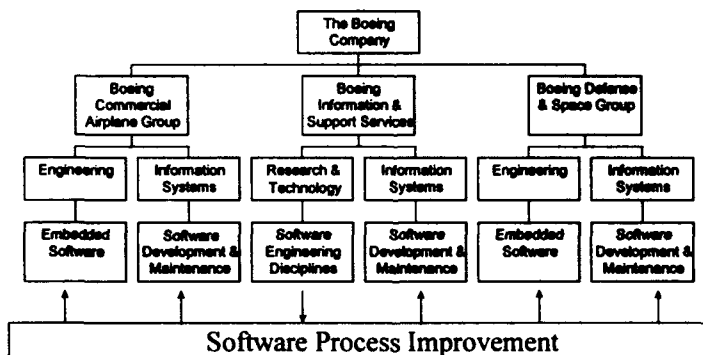 The Boeing
Company
Boeing
Commercial
Airplane Group
Boeing
Information &
Support Services
Boeing Defense
& Space Group
Engineering
Information
Systems
Research &
Technology
Information
Systems
Engineering
Information
Systems
Embedded
Software
Software
Development &
Maintenance
Software
Engineering
Disciplines
Software
Development &
Maintenance
Embedded
Software
Software
Development &
Maintenance
Software Process Improvement